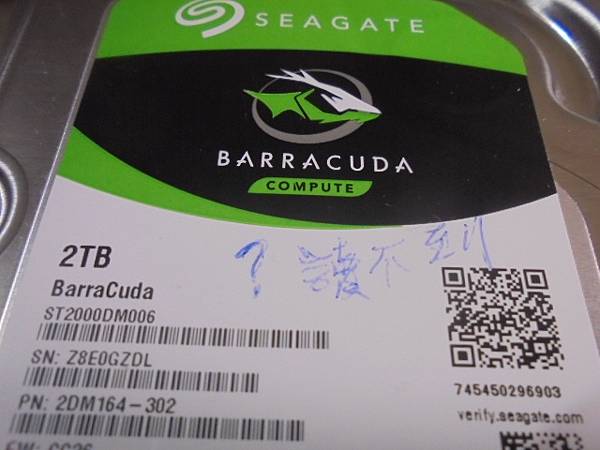 SEAGATE
BARRACUDA
COMPUTE
?讀不到
2TB
BarraCuda
ST2000DM006
SN: Z8E0GZDL
PN: 2DM164-302
745450296903
verify.seagate.com